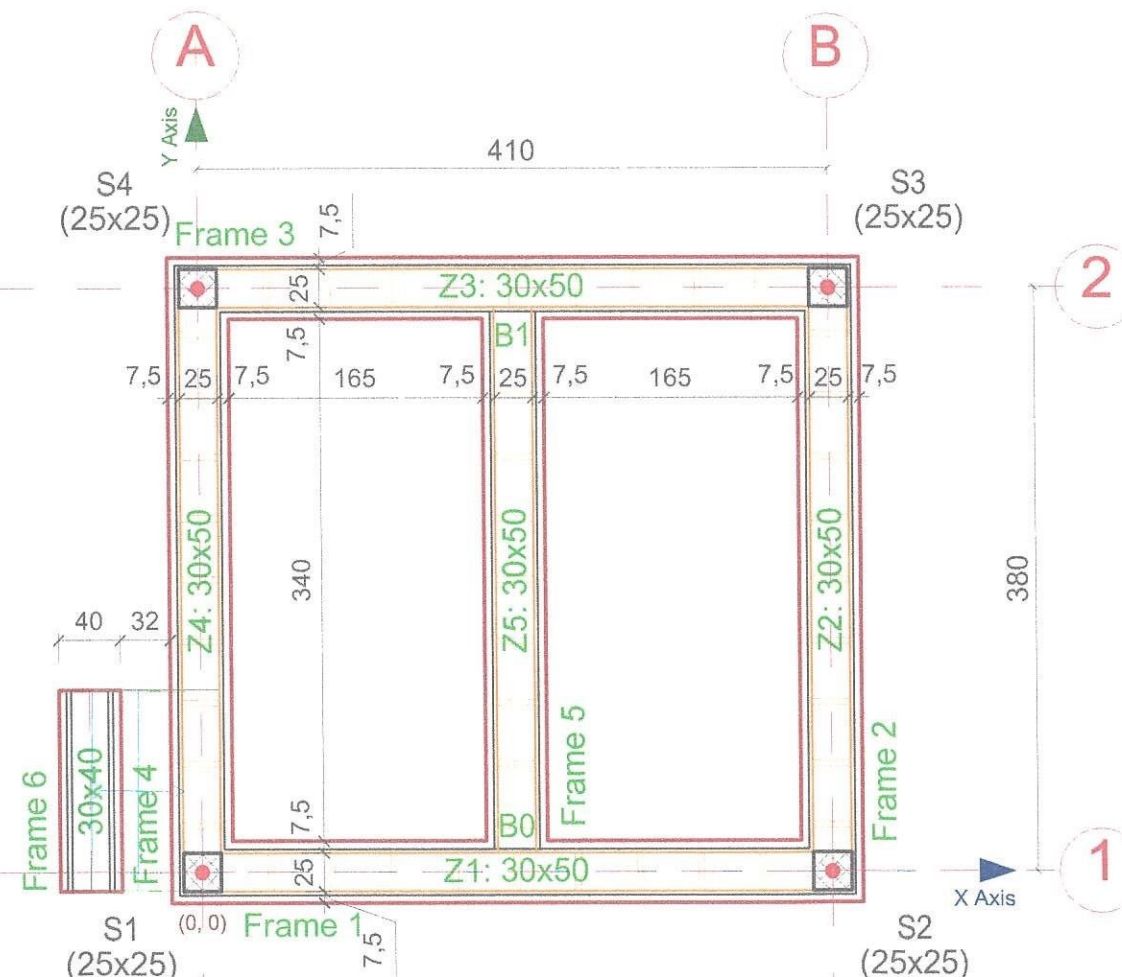 A
B
Y Axis
410
S4
(25x25)
S3
(25x25)
Frame 3
7,5
2
25
Z3: 30x50
7,5
B1
7,5
25
7,5
165
7,5
25
7,5
165
7,5
25
7,5
Z4: 30x50
340
Z5: 30x50
Z2: 30x50
380
40
32
Frame 6
30x40
Frame 4
7,5
B0
Frame 5
Frame 2
25
Z1: 30x50
1
X Axis
(0, 0)
Frame 1
S1
(25x25)
7,5
S2
(25x25)